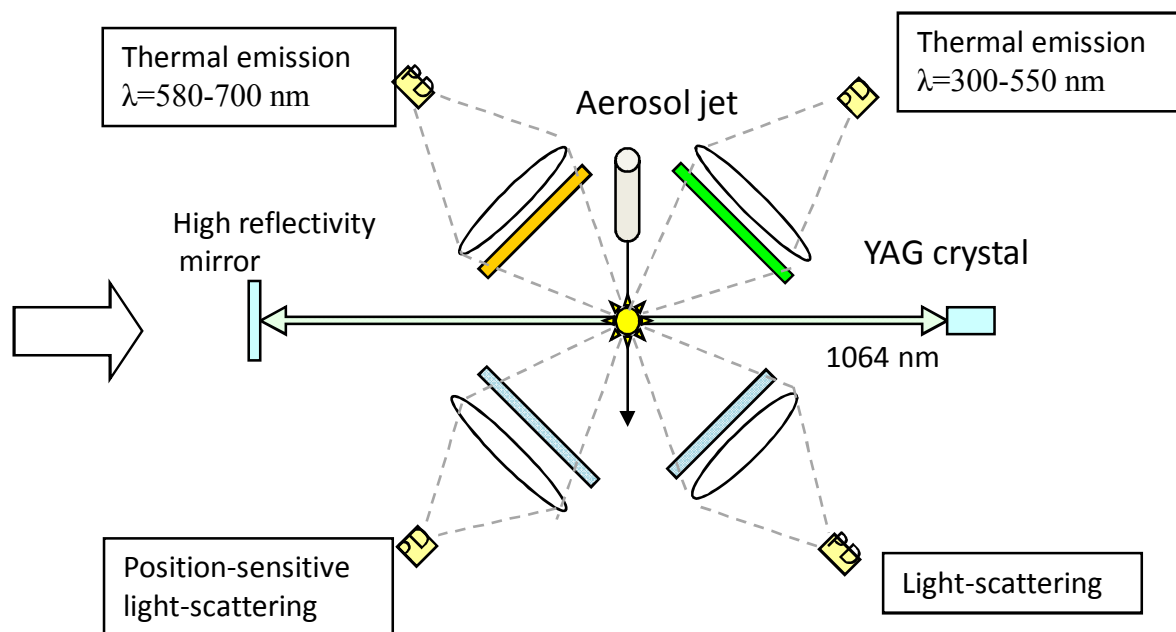 Thermal emission
λ=580-700 nm
PD
Aerosol jet
Thermal emission
λ=300-550 nm
PD
High reflectivity
mirror
YAG crystal
1064 nm
Position-sensitive
light-scattering
PD
PD
Light-scattering